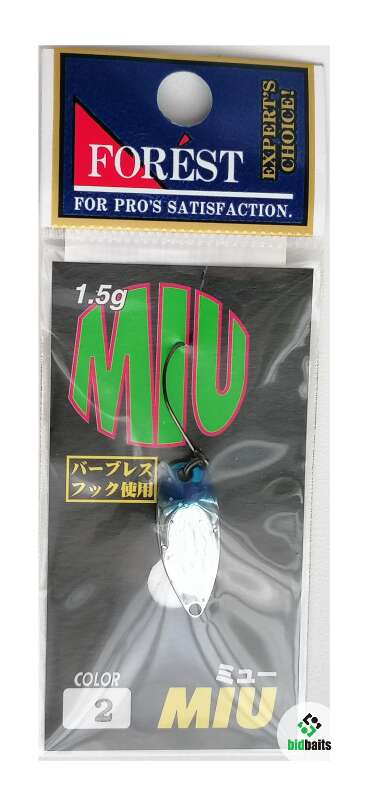 FORÉST
EXPERT'S
CHOICE!
FOR PRO'S SATISFACTION.
1.5g
MIU
バーブレス
フック使用
COLOR
2
ミュー
MIU
bidbaits